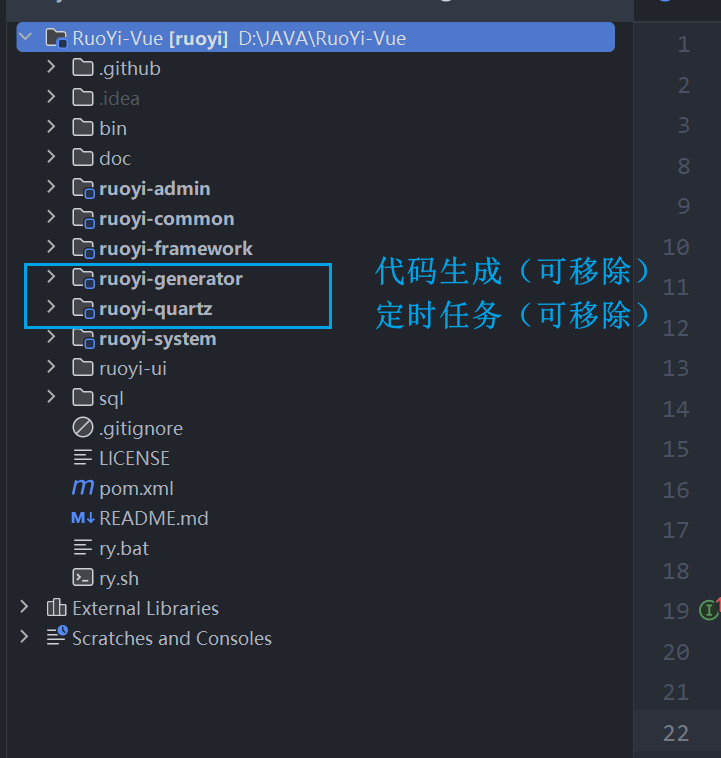 RuoYi-Vue [ruoyi] D:\JAVA\RuoYi-Vue
.github
.idea
bin
doc
ruoyi-admin
ruoyi-common
ruoyi-framework
ruoyi-generator
代码生成（可移除）
ruoyi-quartz
定时任务（可移除）
ruoyi-system
ruoyi-ui
sql
.gitignore
LICENSE
m pom.xml
M↓ README.md
ry.bat
ry.sh
External Libraries
Scratches and Consoles
1
2
3
8
9
10
11
12
13
14
15
16
17
18
19
20
21
22